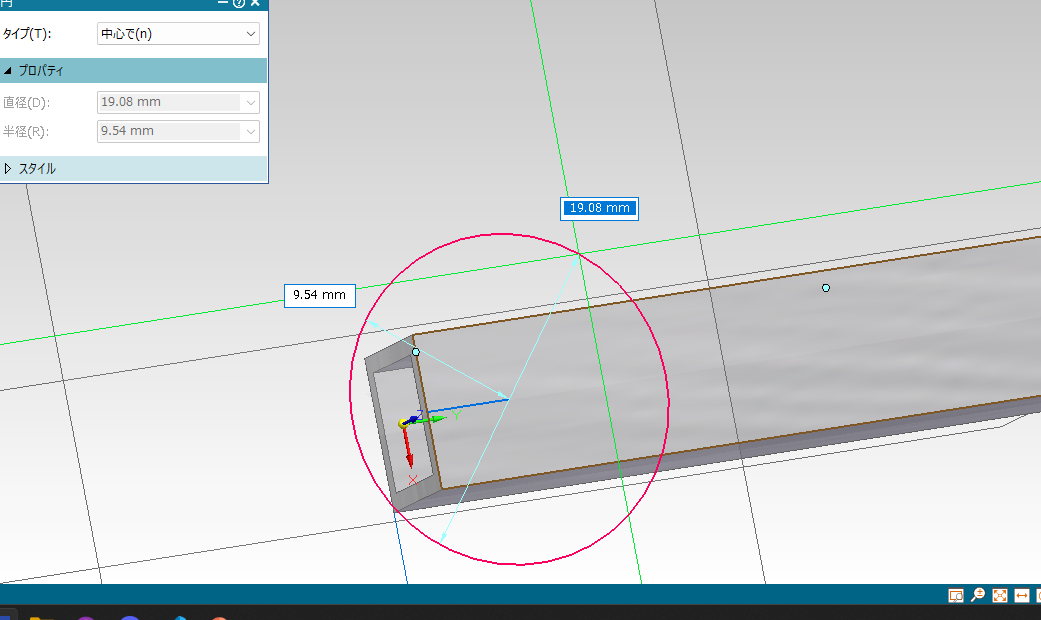 円
タイプ(T):
中心で(n)
プロパティ
直径(D):
19.08 mm
半径(R):
9.54 mm
スタイル
19.08 mm
9.54 mm
Z